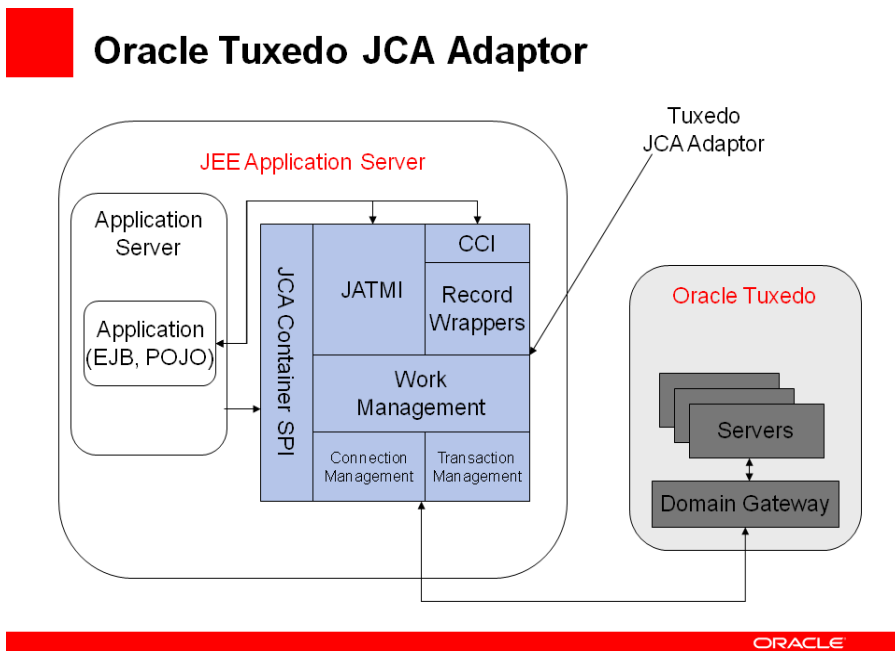 Oracle Tuxedo JCA Adaptor
Tuxedo
JCA Adaptor
JEE Application Server
Application
Server
Application
(EJB, POJO)
JCA Container SPI
JATMI
CCI
Record
Wrappers
Work
Management
Connection
Management
Transaction
Management
Oracle Tuxedo
Servers
Domain Gateway
ORACLE